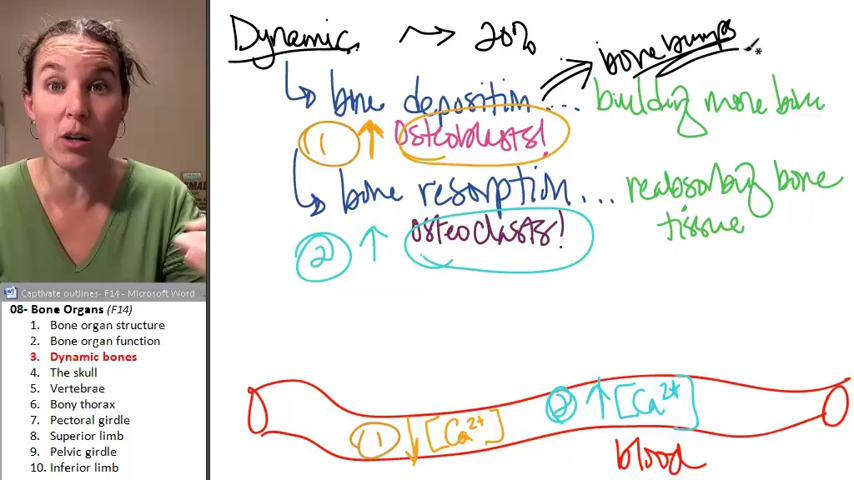 Dynamic. → 20%
bone bumps
↳ bone deposition ... building more bone
① ↑ Osteoblasts!
↳ bone resorption ... reabsorbing bone
tissue
② ↑ osteoclasts!
Captivate outlines- F14 - Microsoft Word
08- Bone Organs (F14)
1. Bone organ structure
2. Bone organ function
3. Dynamic bones
4. The skull
5. Vertebrae
6. Bony thorax
7. Pectoral girdle
8. Superior limb
9. Pelvic girdle
10. Inferior limb
① ↓ [Ca2+]
② ↑ [Ca2+]
blood